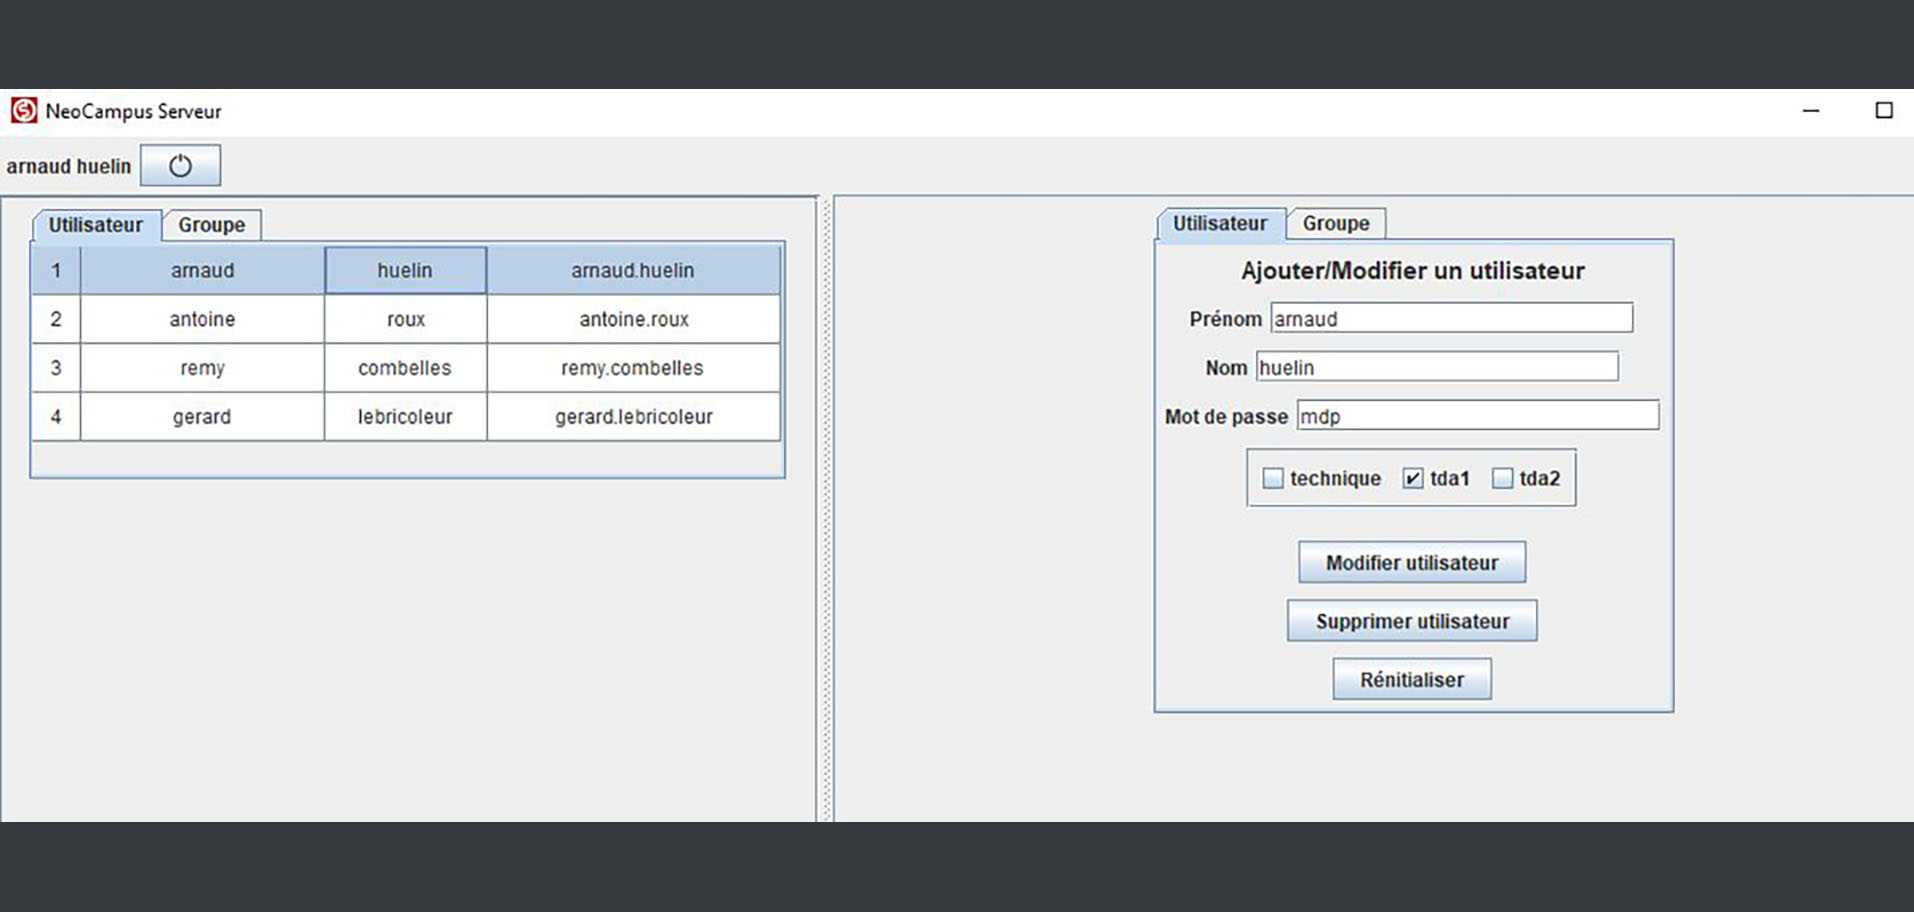 NeoCampus Serveur
arnaud huelin
Utilisateur Groupe
1 arnaud huelin arnaud.huelin
2 antoine roux antoine.roux
3 remy combelles remy.combelles
4 gerard lebricoleur gerard.lebricoleur
Utilisateur Groupe
Ajouter/Modifier un utilisateur
Prénom arnaud
Nom huelin
Mot de passe mdp
technique tda1 tda2
Modifier utilisateur
Supprimer utilisateur
Rénitialiser